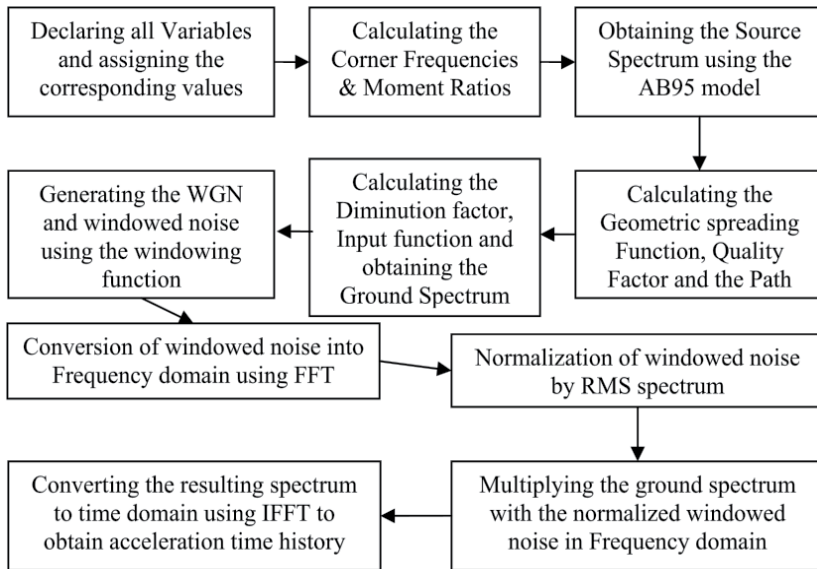 Declaring all Variables
and assigning the
corresponding values
Calculating the
Corner Frequencies
& Moment Ratios
Obtaining the Source
Spectrum using the
AB95 model
Calculating the
Geometric spreading
Function, Quality
Factor and the Path
Calculating the
Diminution factor,
Input function and
obtaining the
Ground Spectrum
Generating the WGN
and windowed noise
using the windowing
function
Conversion of windowed noise into
Frequency domain using FFT
Normalization of windowed noise
by RMS spectrum
Multiplying the ground spectrum
with the normalized windowed
noise in Frequency domain
Converting the resulting spectrum
to time domain using IFFT to
obtain acceleration time history